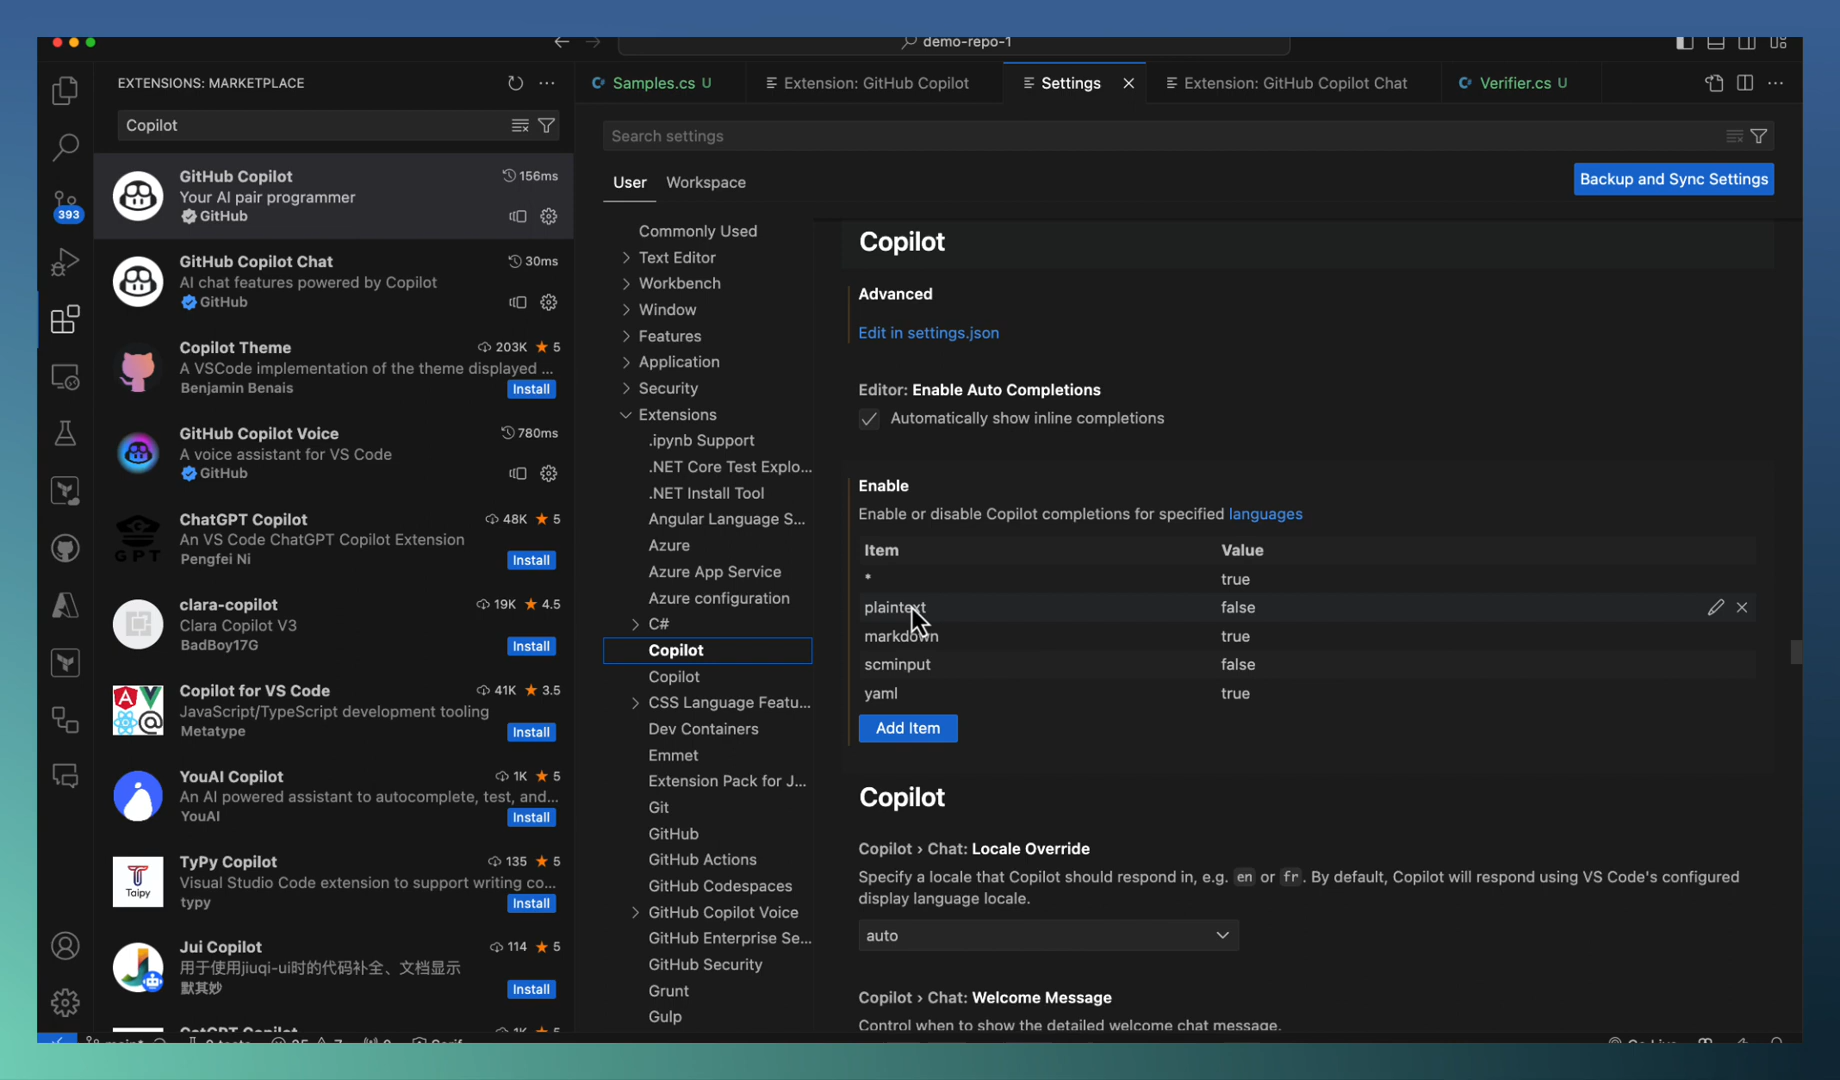 demo-repo-1
EXTENSIONS: MARKETPLACE
Copilot
GitHub Copilot
156ms
Your AI pair programmer
GitHub
GitHub Copilot Chat
30ms
AI chat features powered by Copilot
GitHub
Copilot Theme
203K ★ 5
A VSCode implementation of the theme displayed ...
Benjamin Benais
Install
GitHub Copilot Voice
780ms
A voice assistant for VS Code
GitHub
ChatGPT Copilot
48K ★ 5
An VS Code ChatGPT Copilot Extension
Pengfei Ni
Install
clara-copilot
19K ★ 4.5
Clara Copilot V3
BadBoy17G
Install
Copilot for VS Code
41K ★ 3.5
JavaScript/TypeScript development tooling
Metatype
Install
YouAI Copilot
1K ★ 5
An AI powered assistant to autocomplete, test, and...
YouAI
Install
TyPy Copilot
135 ★ 5
Visual Studio Code extension to support writing co...
typy
Install
Jui Copilot
114 ★ 5
用于使用jiuqi-ui时的代码补全、文档显示
默其妙
Install
393
GPT
Taipy
Samples.cs U
Extension: GitHub Copilot
Settings
Extension: GitHub Copilot Chat
Verifier.cs U
Search settings
User
Workspace
Backup and Sync Settings
Commonly Used
Text Editor
Workbench
Window
Features
Application
Security
Extensions
.ipynb Support
.NET Core Test Explo...
.NET Install Tool
Angular Language S...
Azure
Azure App Service
Azure configuration
C#
Copilot
Copilot
CSS Language Featu...
Dev Containers
Emmet
Extension Pack for J...
Git
GitHub
GitHub Actions
GitHub Codespaces
GitHub Copilot Voice
GitHub Enterprise Se...
GitHub Security
Grunt
Gulp
Copilot
Advanced
Edit in settings.json
Editor: Enable Auto Completions
Automatically show inline completions
Enable
Enable or disable Copilot completions for specified languages
Item Value
* true
plaintext false
markdown true
scminput false
yaml true
Add Item
Copilot
Copilot › Chat: Locale Override
Specify a locale that Copilot should respond in, e.g. en or fr. By default, Copilot will respond using VS Code's configured
display language locale.
auto
Copilot › Chat: Welcome Message
Control when to show the detailed welcome chat message.